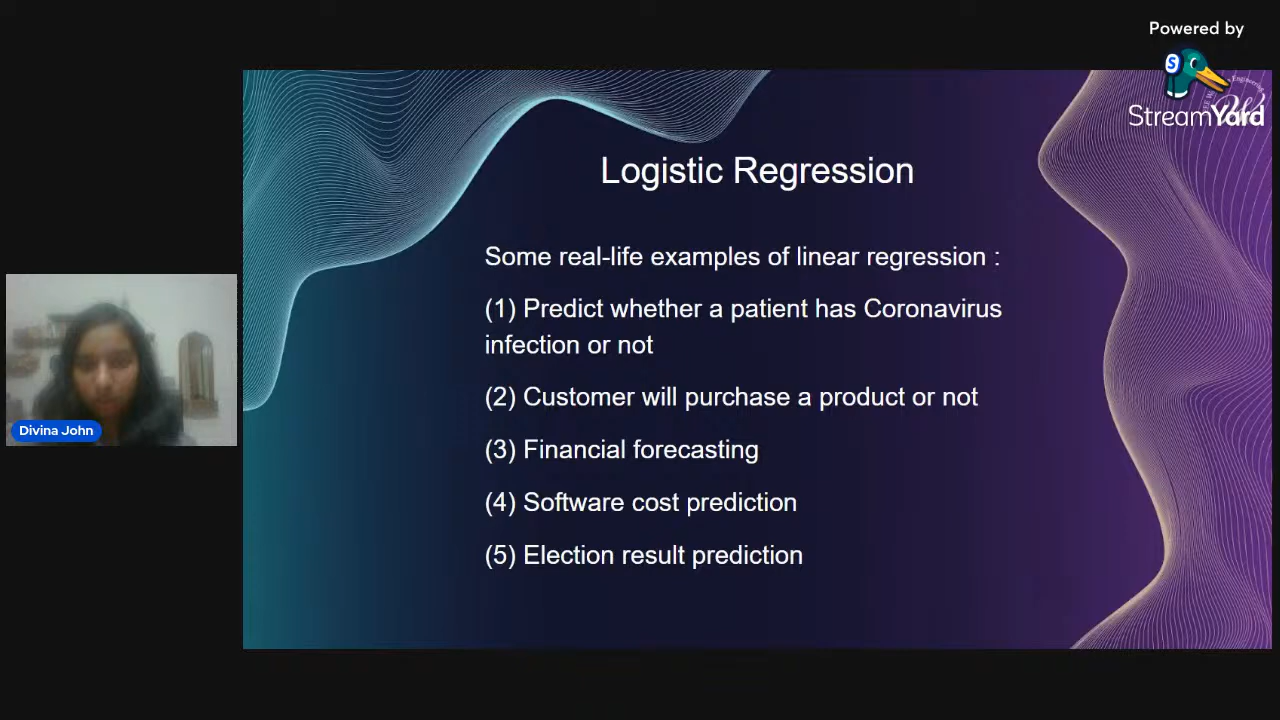 Powered by
S
StreamYard
Engineering
Logistic Regression
Some real-life examples of linear regression :
(1) Predict whether a patient has Coronavirus
infection or not
(2) Customer will purchase a product or not
(3) Financial forecasting
(4) Software cost prediction
(5) Election result prediction
Divina John